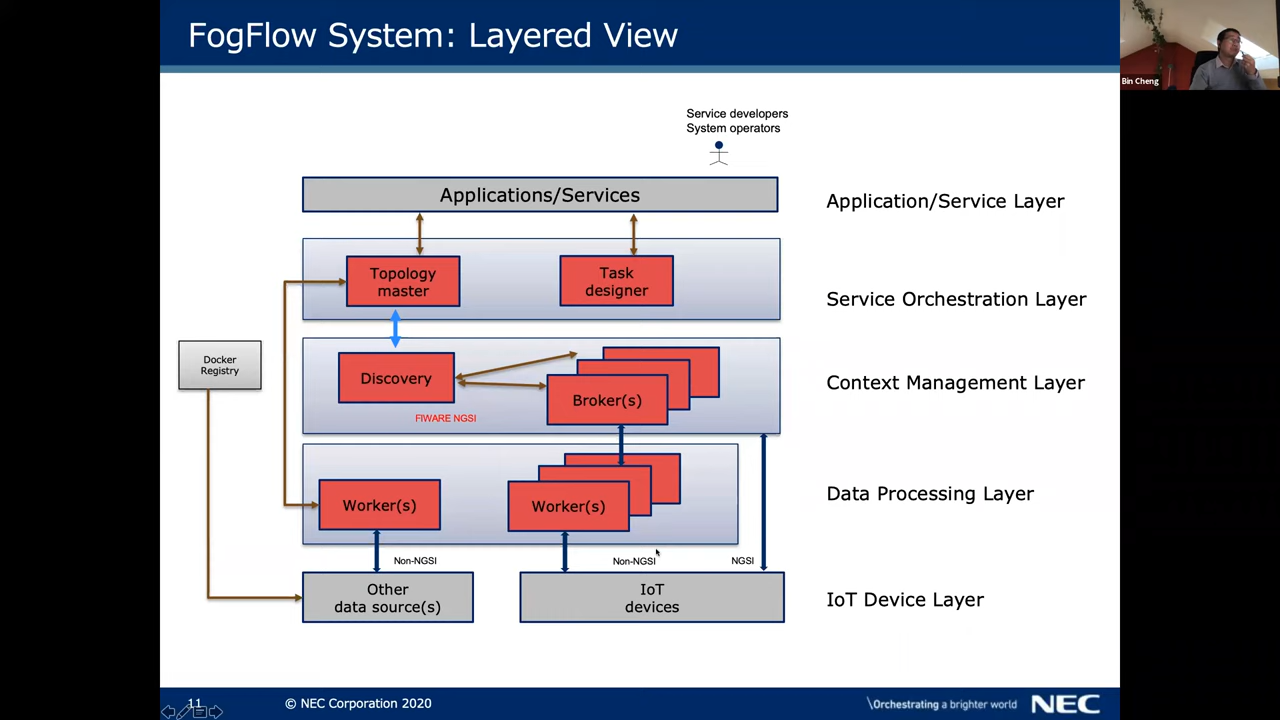 FogFlow System: Layered View
Bin Cheng
Service developers
System operators
Applications/Services
Application/Service Layer
Topology
master
Task
designer
Service Orchestration Layer
Docker
Registry
Discovery
Broker(s)
FIWARE NGSI
Context Management Layer
Worker(s)
Worker(s)
Data Processing Layer
Non-NGSI
Non-NGSI
NGSI
Other
data source(s)
IoT
devices
IoT Device Layer
11
© NEC Corporation 2020
\Orchestrating a brighter world
NEC